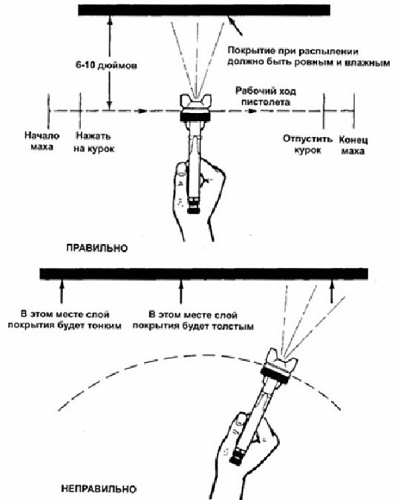 6-10 дюймов
Покрытие при распылении
должно быть ровным и влажным
Рабочий ход
пистолета
Начало
маха
Нажать
на курок
Отпустить
курок
Конец
маха
ПРАВИЛЬНО
В этом месте слой
покрытия будет тонким
В этом месте слой
покрытия будет толстым
НЕПРАВИЛЬНО